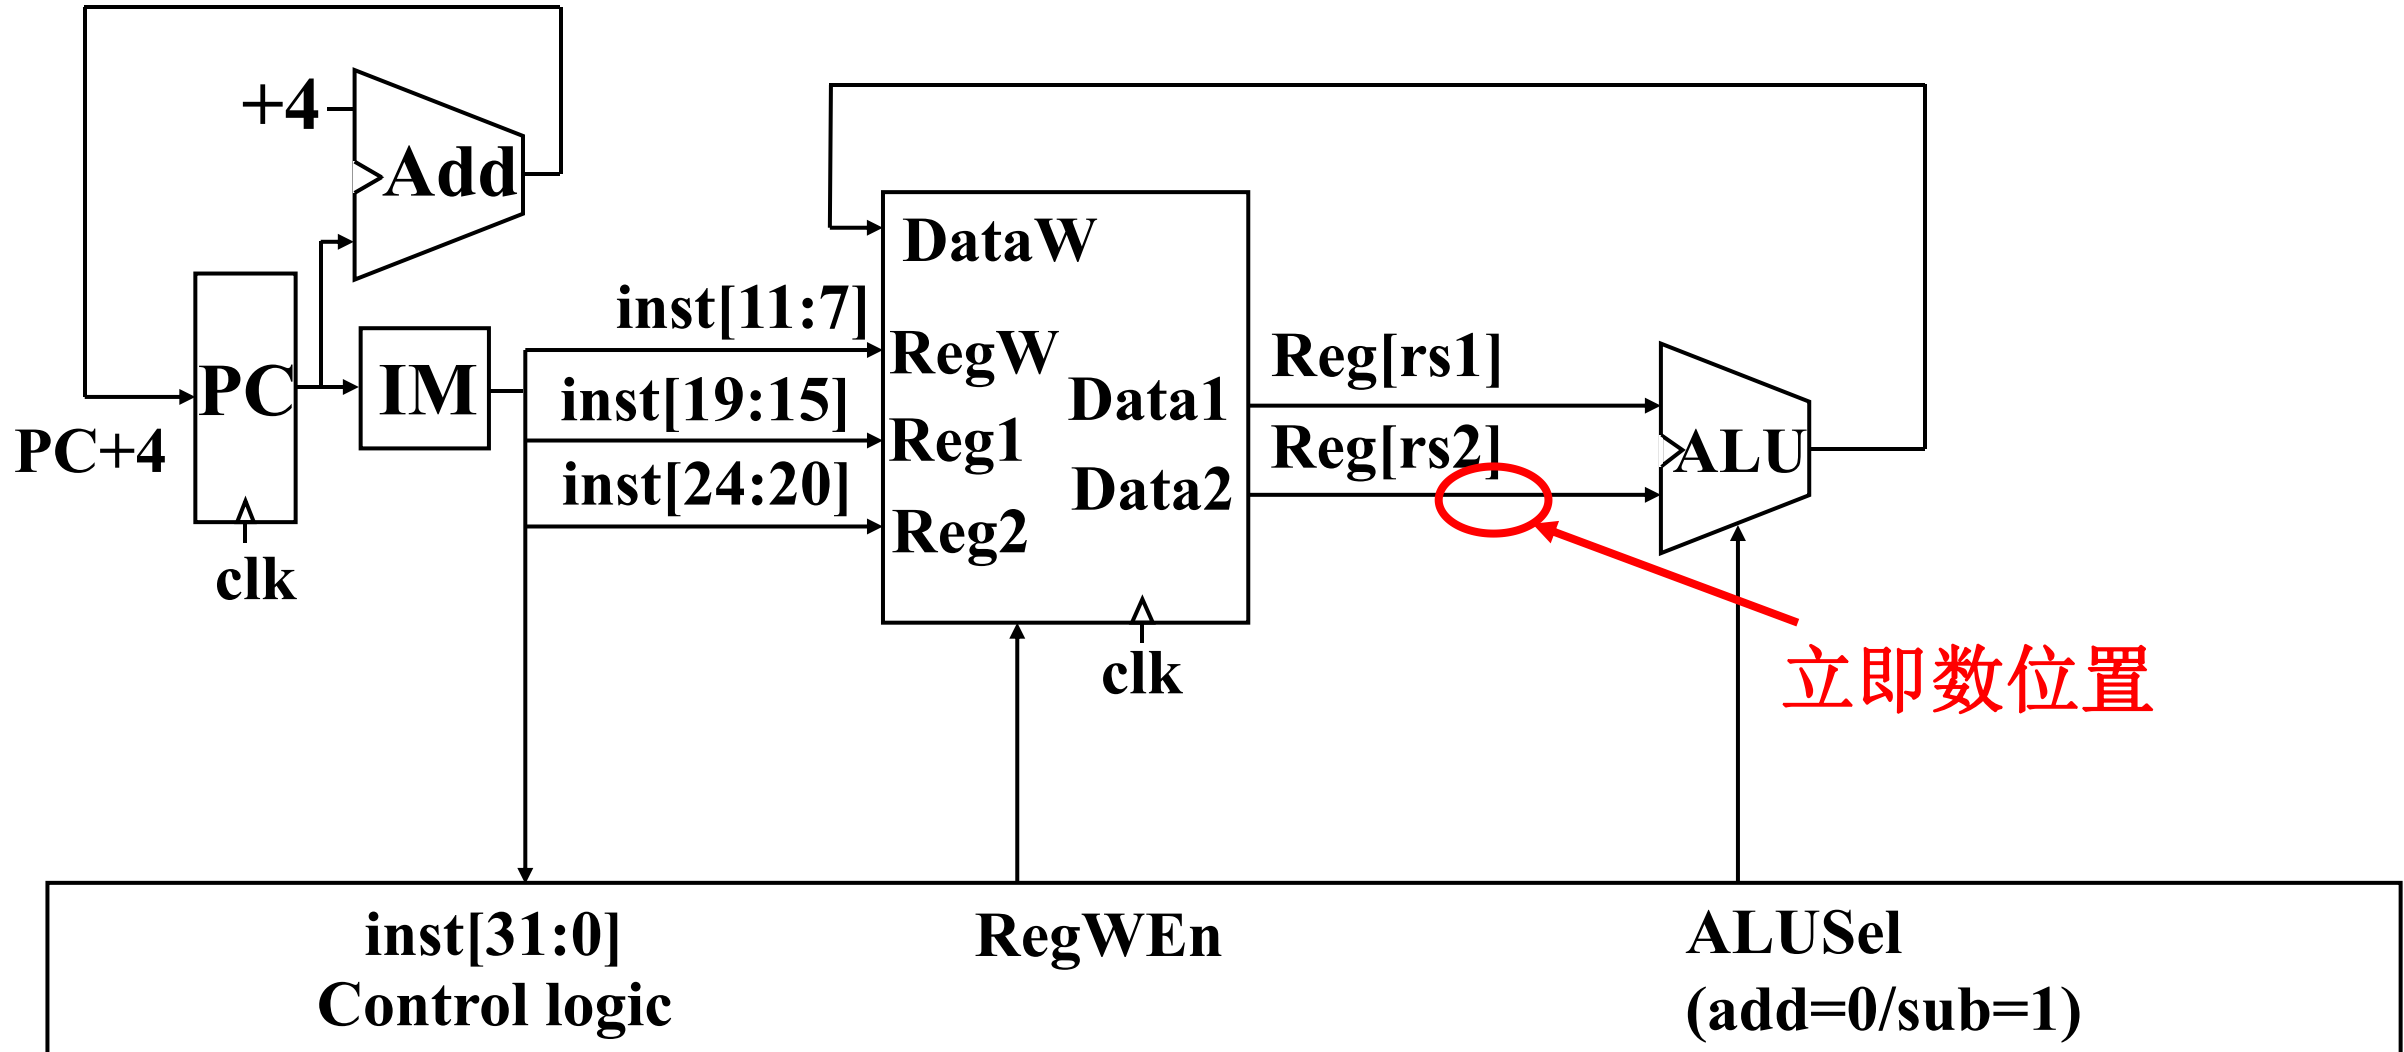 +4
Add
DataW
inst[11:7]
RegW
Reg[rs1]
PC
IM
inst[19:15]
Data1
Reg1
Reg[rs2]
ALU
PC+4
inst[24:20]
Data2
Reg2
clk
clk
立即数位置
inst[31:0]
RegWEn
ALUSel
Control logic
(add=0/sub=1)